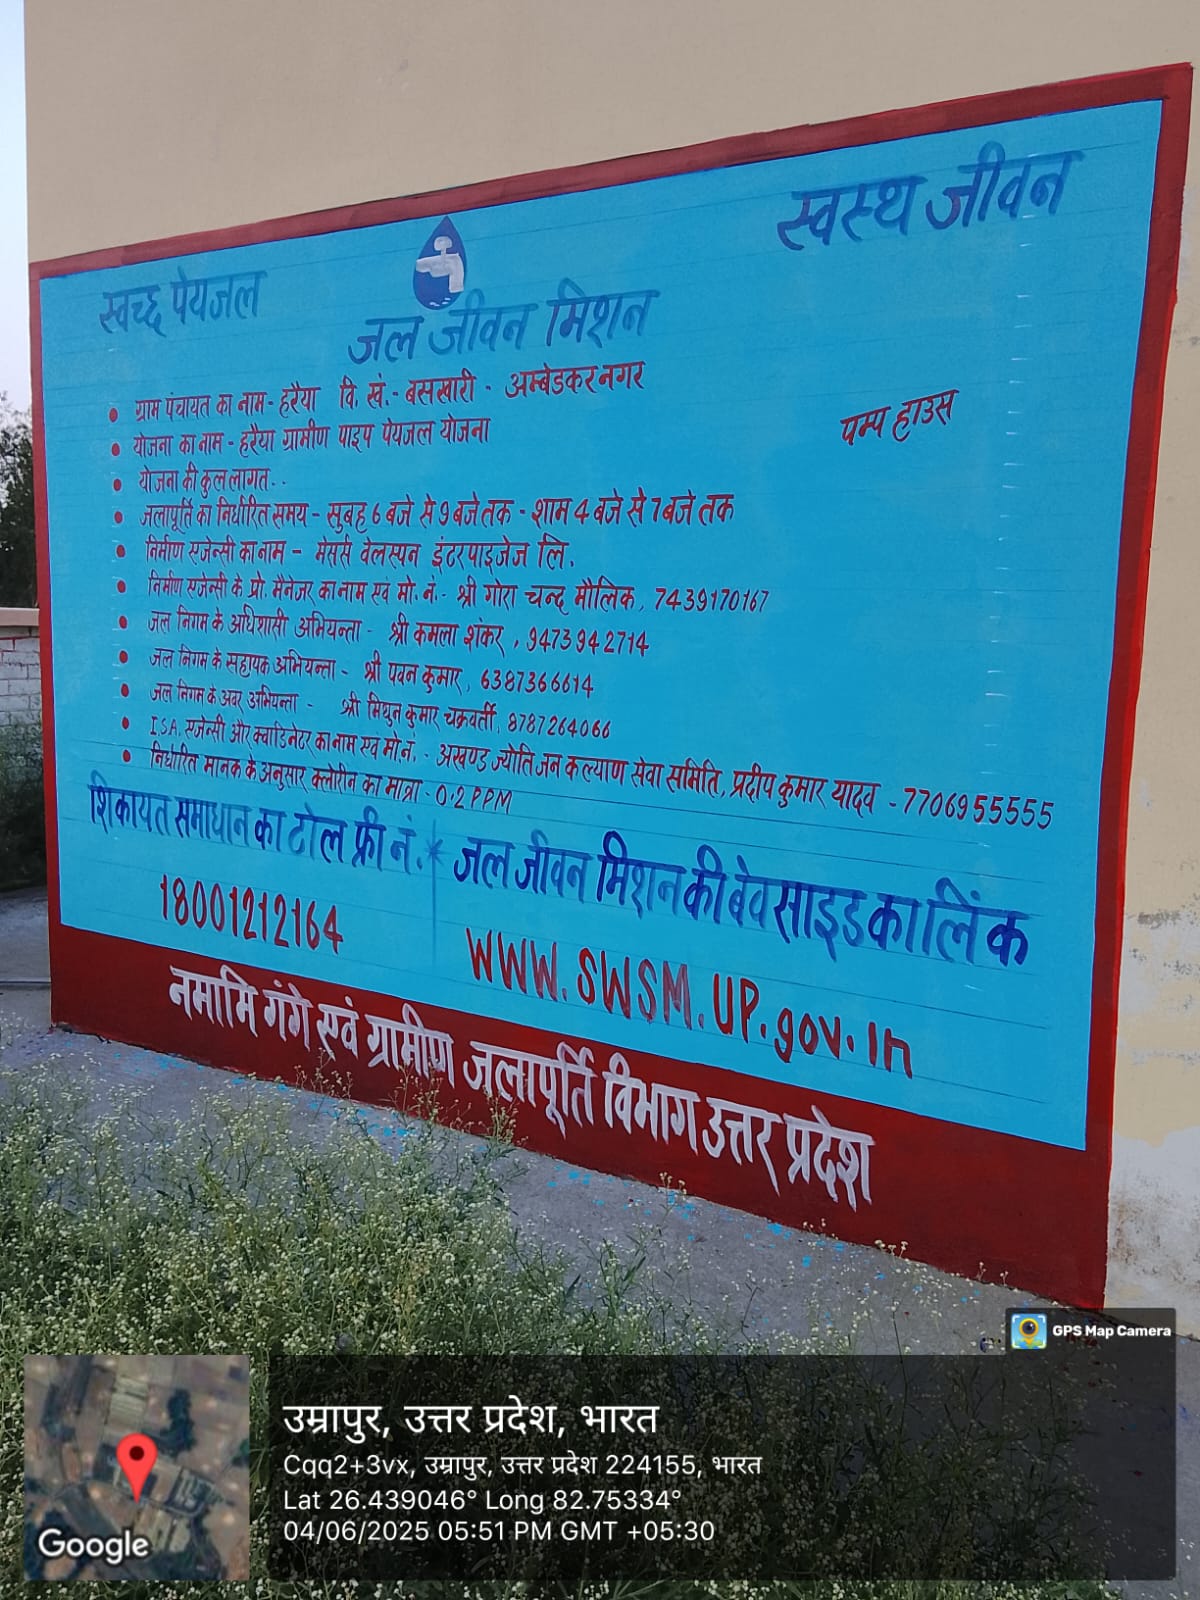 स्वच्छ पेयजल
स्वस्थ जीवन
जल जीवन मिशन
• ग्राम पंचायत का नाम - हरैया वि. खं. - बसखारी - अम्बेडकरनगर
पम्प हाउस
• योजना का नाम - हरैया ग्रामीण पाइप पेयजल योजना
• योजना की कुल लागत..
• जलापूर्ति का निर्धारित समय - सुबह 6 बजे से 9 बजे तक - शाम 4 बजे से 7 बजे तक
• निर्माण एजेन्सी का नाम - मेसर्स वेलस्पन इंटरपाइजेज लि.
• निर्माण एजेन्सी के प्रो. मैनेजर का नाम एवं मो. नं. - श्री गोरा चन्द मौलिक, 7439170167
• जल निगम के अधिशासी अभियन्ता - श्री कमला शंकर, 9473942714
• जल निगम के सहायक अभियन्ता - श्री पवन कुमार, 6387366614
• जल निगम के अवर अभियन्ता - श्री मिथुन कुमार चक्रवर्ती, 8787264066
• I.S.A. एजेन्सी और क्वाडिनेटर का नाम एवं मो.नं. - अखण्ड ज्योति जन कल्याण सेवा समिति, प्रदीप कुमार यादव - 7706955555
• निर्धारित मानक के अनुसार क्लोरीन का मात्रा - 0.2 PPM
शिकायत समाधान का टोल फ्री नं. * जल जीवन मिशन की बेवसाइड का लिंक
18001212164
WWW.SWSM.UP.gov.in
नमामि गंगे एवं ग्रामीण जलापूर्ति विभाग उत्तर प्रदेश
GPS Map Camera
उम्रापुर, उत्तर प्रदेश, भारत
Cqq2+3vx, उम्रापुर, उत्तर प्रदेश 224155, भारत
Lat 26.439046° Long 82.75334°
04/06/2025 05:51 PM GMT +05:30
Google